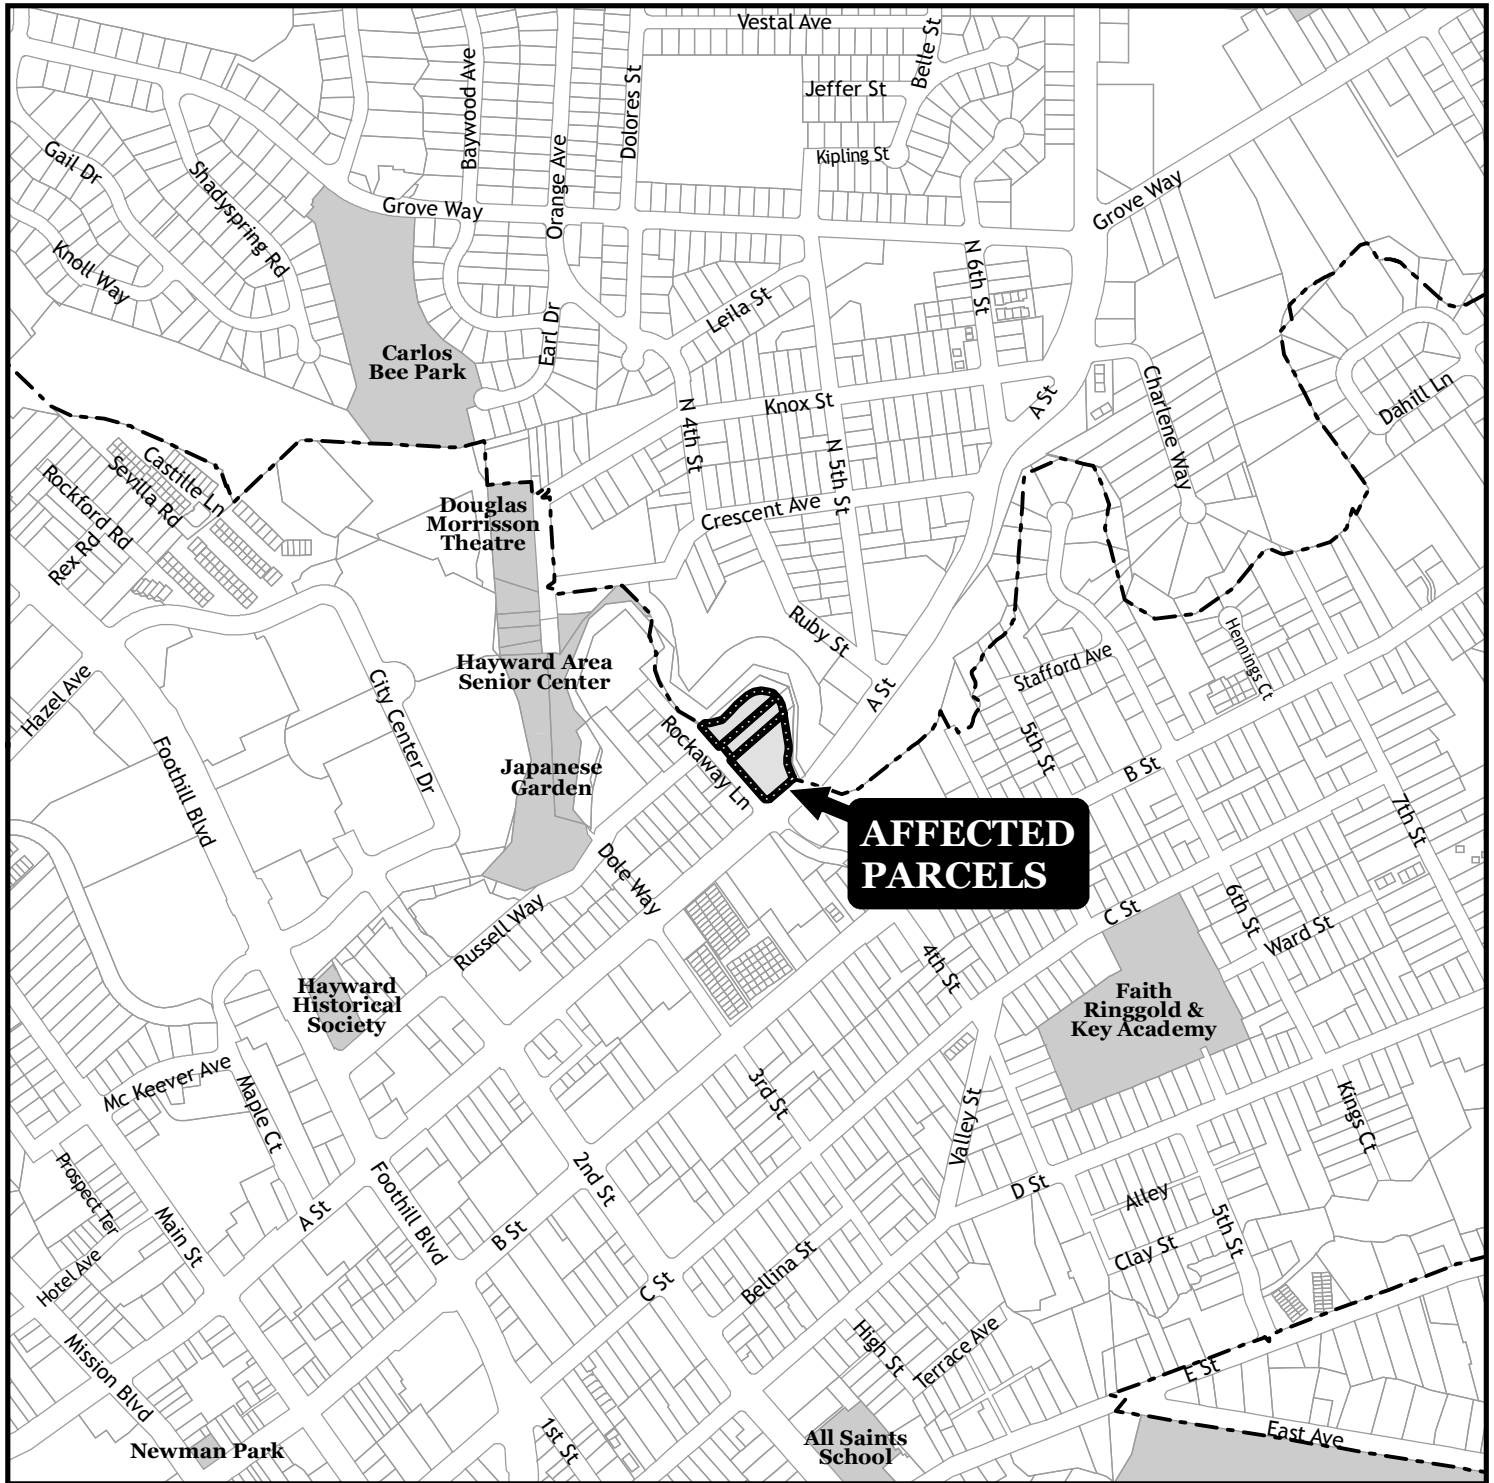 Vestal Ave
Belle St
Jeffer St
Kipling St
Baywood Ave
Orange Ave
Dolores St
Gail Dr
Shadyspring Rd
Knoll Way
Grove Way
Grove Way
N 6th St
Leila St
Earl Dr
Carlos
Bee Park
Knox St
A St
Charlene Way
Dahill Ln
N 4th St
N 5th St
Crescent Ave
Castille Ln
Sevilla Rd
Rockford Rd
Rex Rd
Douglas
Morrisson
Theatre
Ruby St
Hennings Ct
Stafford Ave
Hayward Area
Senior Center
A St
Hazel Ave
City Center Dr
Foothill Blvd
Rockaway Ln
Japanese
Garden
5th St
B St
7th St
AFFECTED
PARCELS
Dole Way
Russell Way
C St
6th St
Ward St
4th St
Hayward
Historical
Society
Faith
Ringgold &
Key Academy
Mc Keever Ave
Maple Ct
3rd St
Valley St
Kings Ct
Prospect Ter
Main St
A St
Foothill Blvd
2nd St
B St
D St
Alley
5th St
Clay St
Hotel Ave
C St
Bellina St
Mission Blvd
High St
Terrace Ave
E St
East Ave
Newman Park
1st St
All Saints
School